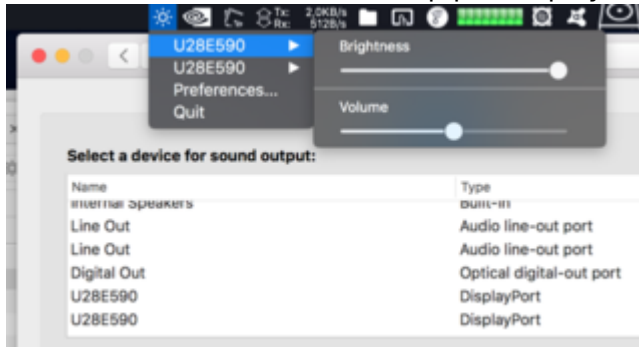 Tx: 2,0KB/s
Rx: 512B/s
U28E590
U28E590
Preferences...
Quit
Brightness
Volume
Select a device for sound output:
Name Type
Internal Speakers Built-in
Line Out Audio line-out port
Line Out Audio line-out port
Digital Out Optical digital-out port
U28E590 DisplayPort
U28E590 DisplayPort